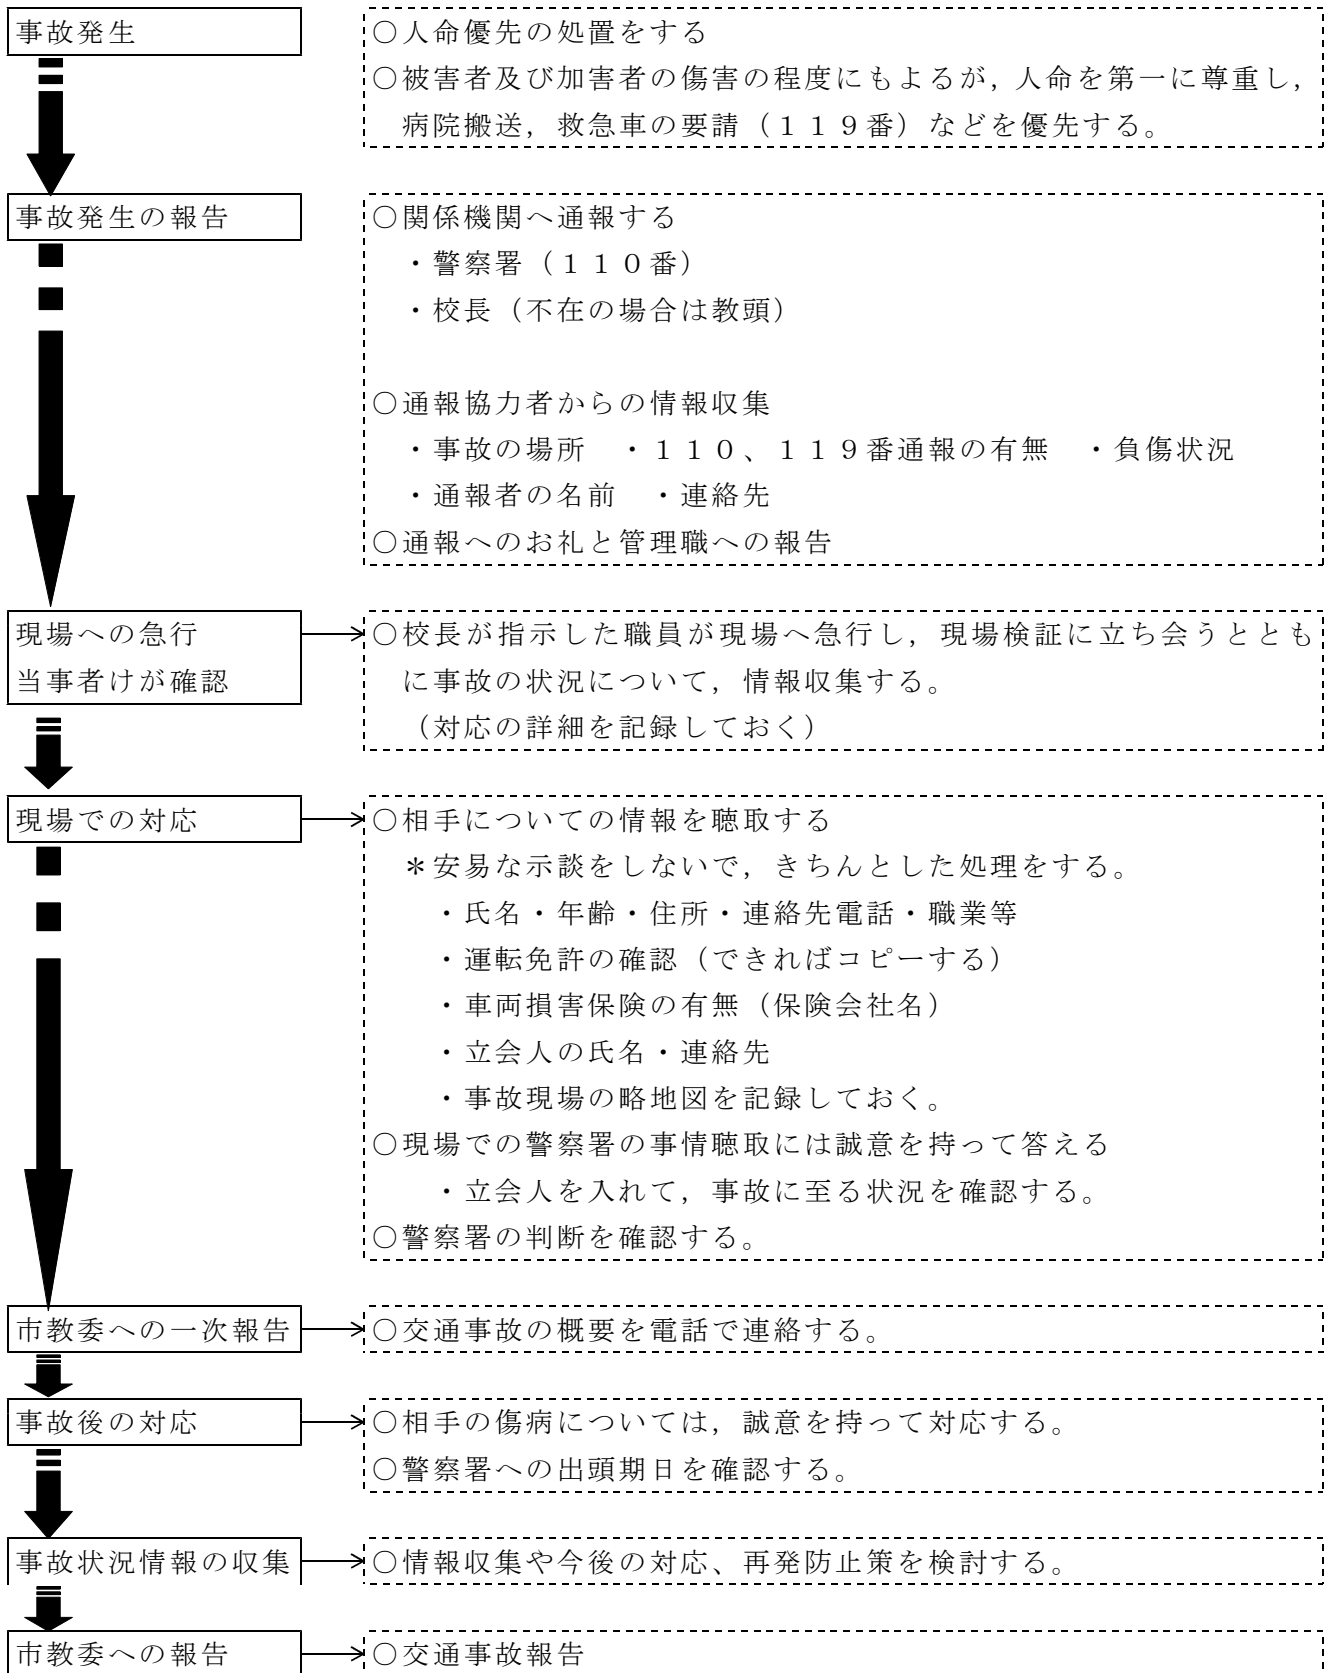 事故発生
○人命優先の処置をする
○被害者及び加害者の傷害の程度にもよるが，人命を第一に尊重し，
病院搬送，救急車の要請（１１９番）などを優先する。
事故発生の報告
○関係機関へ通報する
・警察署（１１０番）
・校長（不在の場合は教頭）
○通報協力者からの情報収集
・事故の場所　・１１０、１１９番通報の有無　・負傷状況
・通報者の名前　・連絡先
○通報へのお礼と管理職への報告
現場への急行
当事者けが確認
○校長が指示した職員が現場へ急行し，現場検証に立ち会うととも
に事故の状況について，情報収集する。
（対応の詳細を記録しておく）
現場での対応
○相手についての情報を聴取する
＊安易な示談をしないで，きちんとした処理をする。
・氏名・年齢・住所・連絡先電話・職業等
・運転免許の確認（できればコピーする）
・車両損害保険の有無（保険会社名）
・立会人の氏名・連絡先
・事故現場の略地図を記録しておく。
○現場での警察署の事情聴取には誠意を持って答える
・立会人を入れて，事故に至る状況を確認する。
○警察署の判断を確認する。
市教委への一次報告
○交通事故の概要を電話で連絡する。
事故後の対応
○相手の傷病については，誠意を持って対応する。
○警察署への出頭期日を確認する。
事故状況情報の収集
○情報収集や今後の対応、再発防止策を検討する。
市教委への報告
○交通事故報告